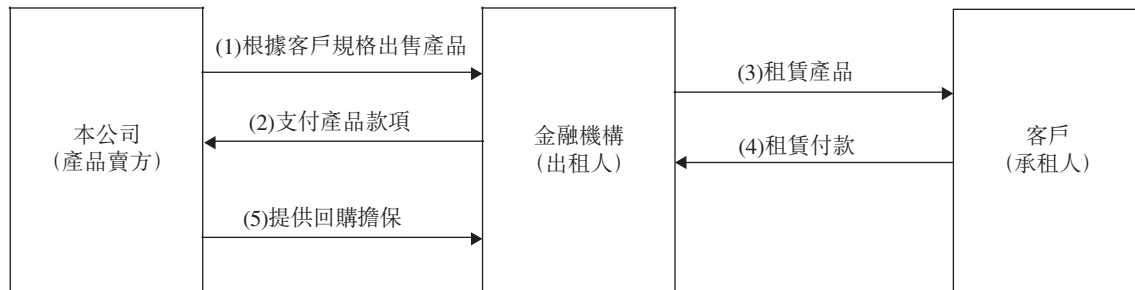 (1)根據客戶規格出售產品
(3)租賃產品
(2)支付產品款項
本公司
(產品賣方)
金融機構
(出租人)
(4)租賃付款
客戶
(承租人)
(5)提供回購擔保